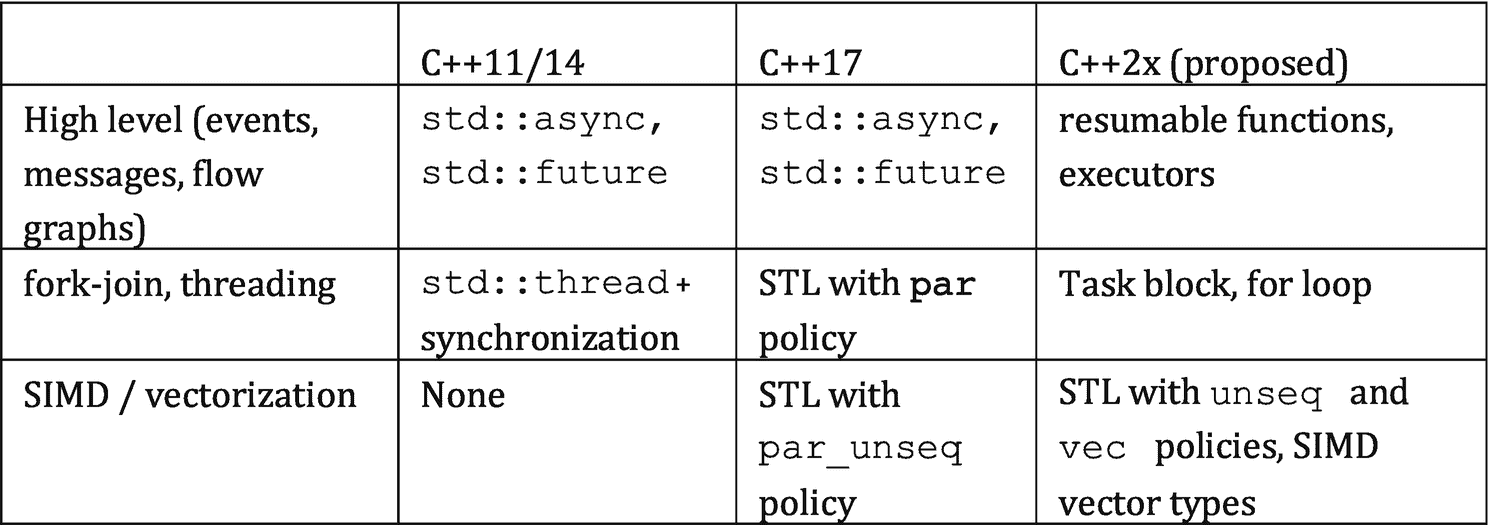 C++11/14 C++17 C++2x (proposed)
High level (events, std::async, std::async, resumable functions,
messages, flow std::future std::future executors
graphs)
fork-join, threading std::thread+ STL with par Task block, for loop
synchronization policy
SIMD / vectorization None STL with STL with unseq and
par_unseq vec policies, SIMD
policy vector types